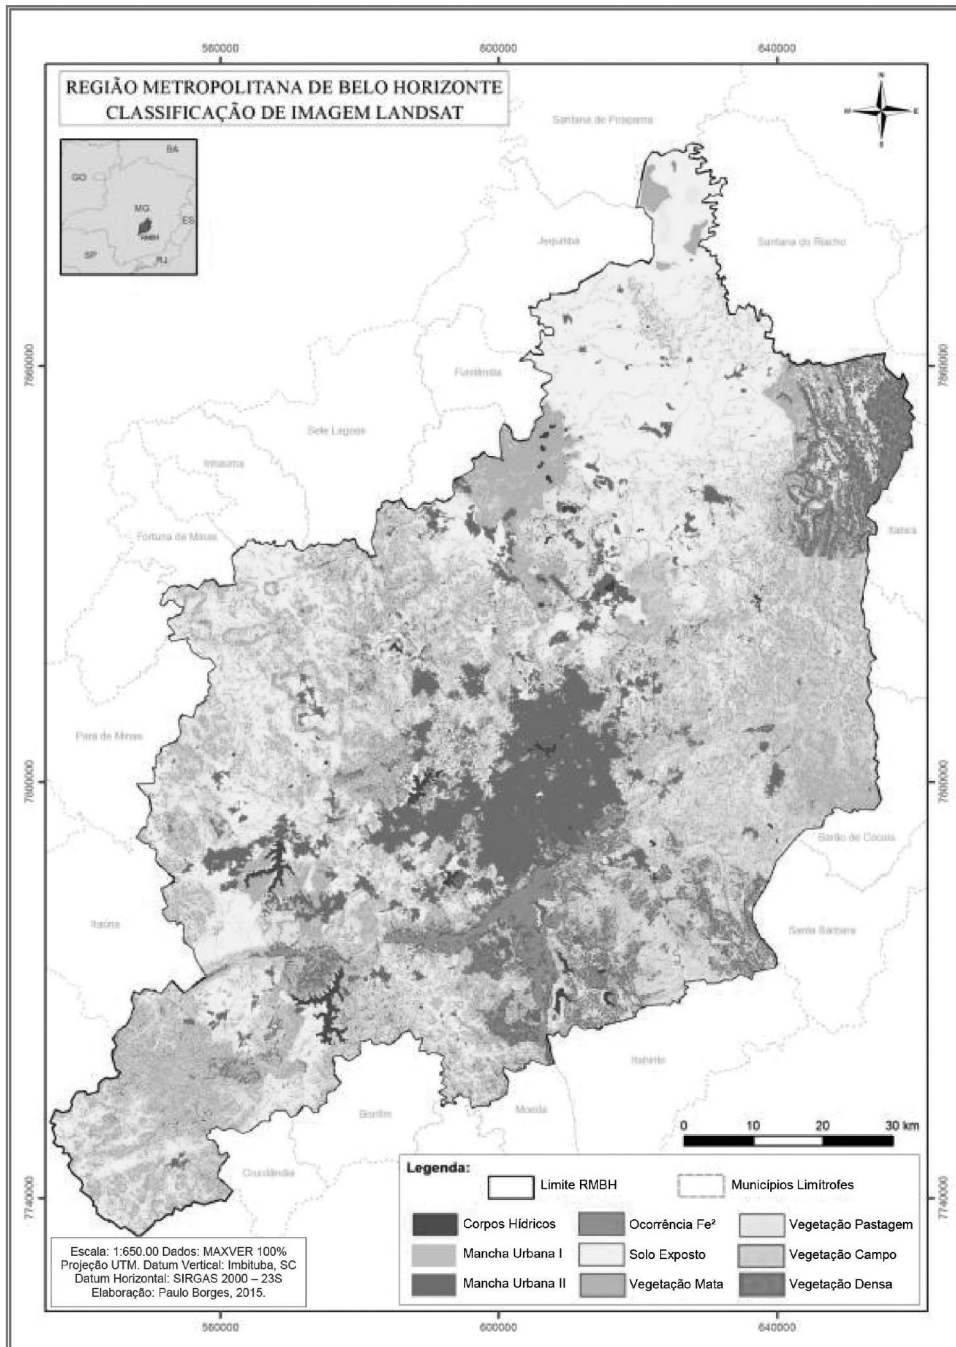 560000
600000
640000
REGIÃO METROPOLITANA DE BELO HORIZONTE
CLASSIFICAÇÃO DE IMAGEM LANDSAT
N
W
E
S
BA
GO
MG
ES
RMBH
SP
RJ
Santana de Pirapama
Jequitibá
Santana do Riacho
7860000
7860000
Funilândia
Sete Lagoas
Inhaúma
Fortuna de Minas
Itabira
Pará de Minas
7800000
7800000
Barão de Cocais
Itaúna
Santa Bárbara
Itabirito
Bonfim
Moeda
Crucilândia
0 10 20 30 km
7740000
7740000
Legenda:
Limite RMBH
Municípios Limítrofes
Corpos Hídricos
Ocorrência Fe²
Vegetação Pastagem
Mancha Urbana I
Solo Exposto
Vegetação Campo
Mancha Urbana II
Vegetação Mata
Vegetação Densa
Escala: 1:650.00 Dados: MAXVER 100%
Projeção UTM. Datum Vertical: Imbituba, SC
Datum Horizontal: SIRGAS 2000 – 23S
Elaboração: Paulo Borges, 2015.
560000
600000
640000